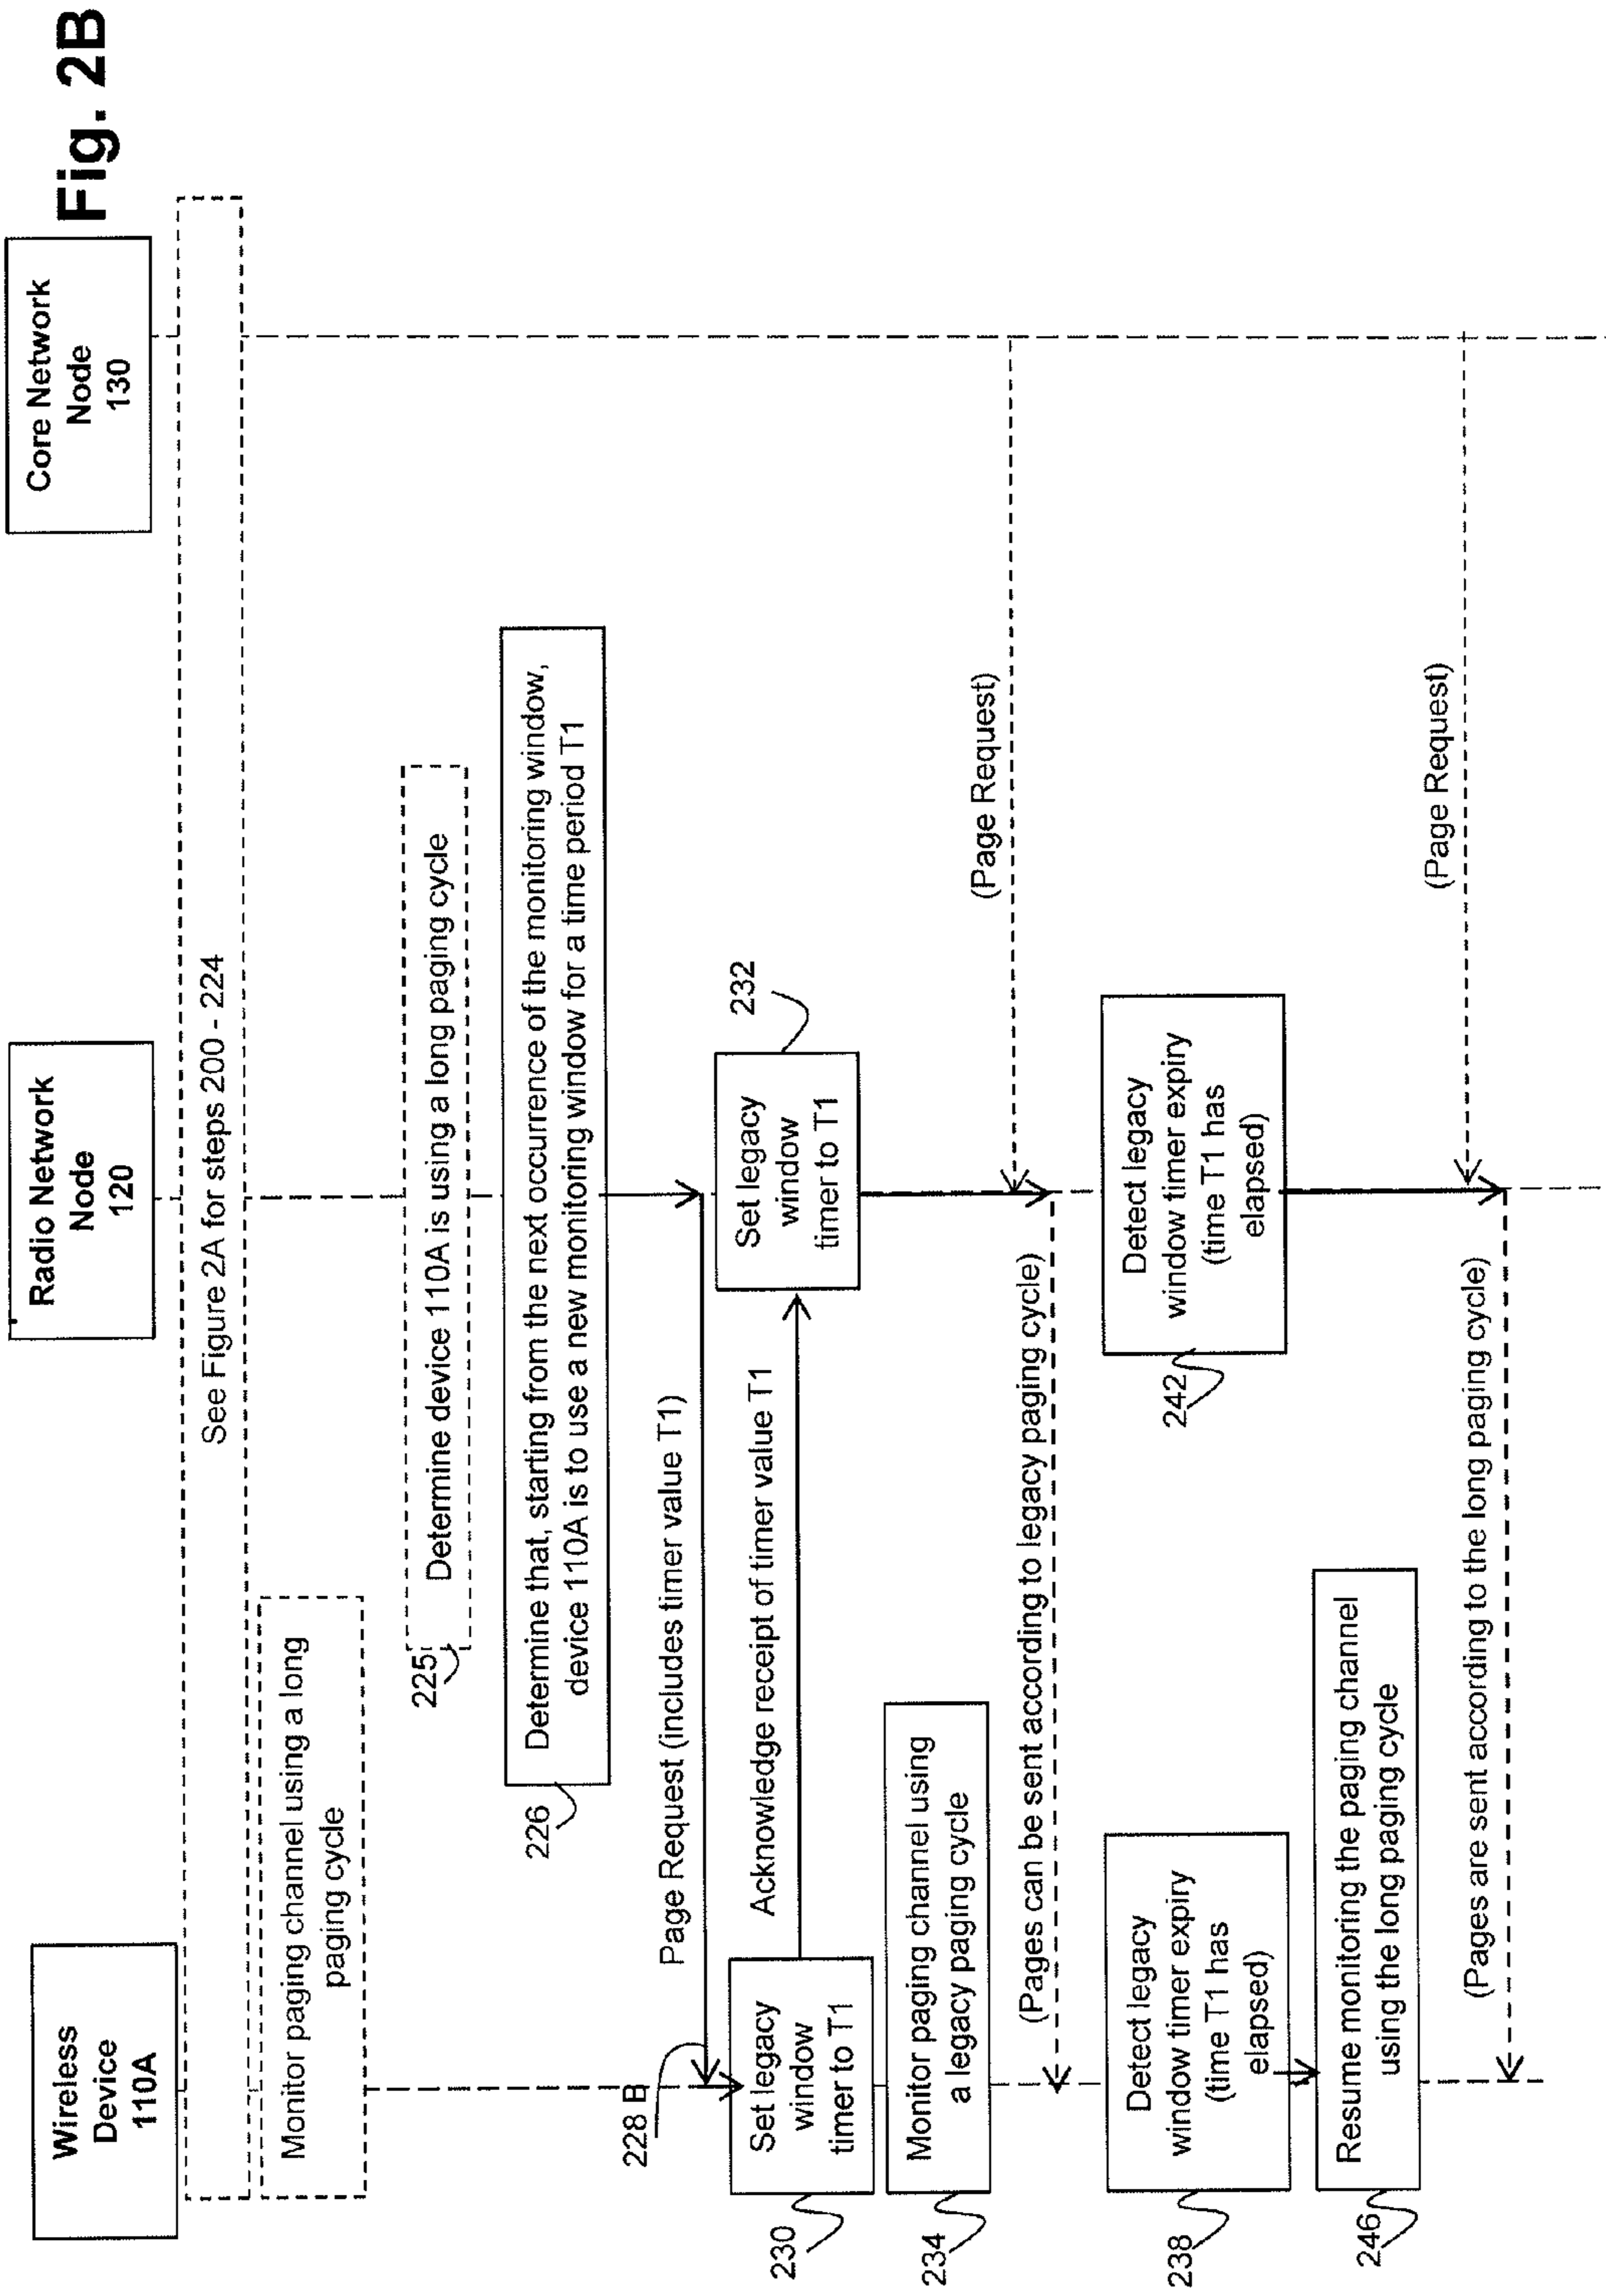 Fig. 2B
Wireless
Device
110A
Radio Network
Node
120
Core Network
Node
130
See Figure 2A for steps 200 - 224
Monitor paging channel using a long
paging cycle
225
Determine device 110A is using a long paging cycle
226
Determine that, starting from the next occurrence of the monitoring window,
device 110A is to use a new monitoring window for a time period T1
228 B
Page Request (includes timer value T1)
230
Set legacy
window
timer to T1
Acknowledge receipt of timer value T1
Set legacy
window
timer to T1
232
234
Monitor paging channel using
a legacy paging cycle
(Page Request)
(Pages can be sent according to legacy paging cycle)
238
Detect legacy
window timer expiry
(time T1 has
elapsed)
242
Detect legacy
window timer expiry
(time T1 has
elapsed)
246
Resume monitoring the paging channel
using the long paging cycle
(Page Request)
(Pages are sent according to the long paging cycle)